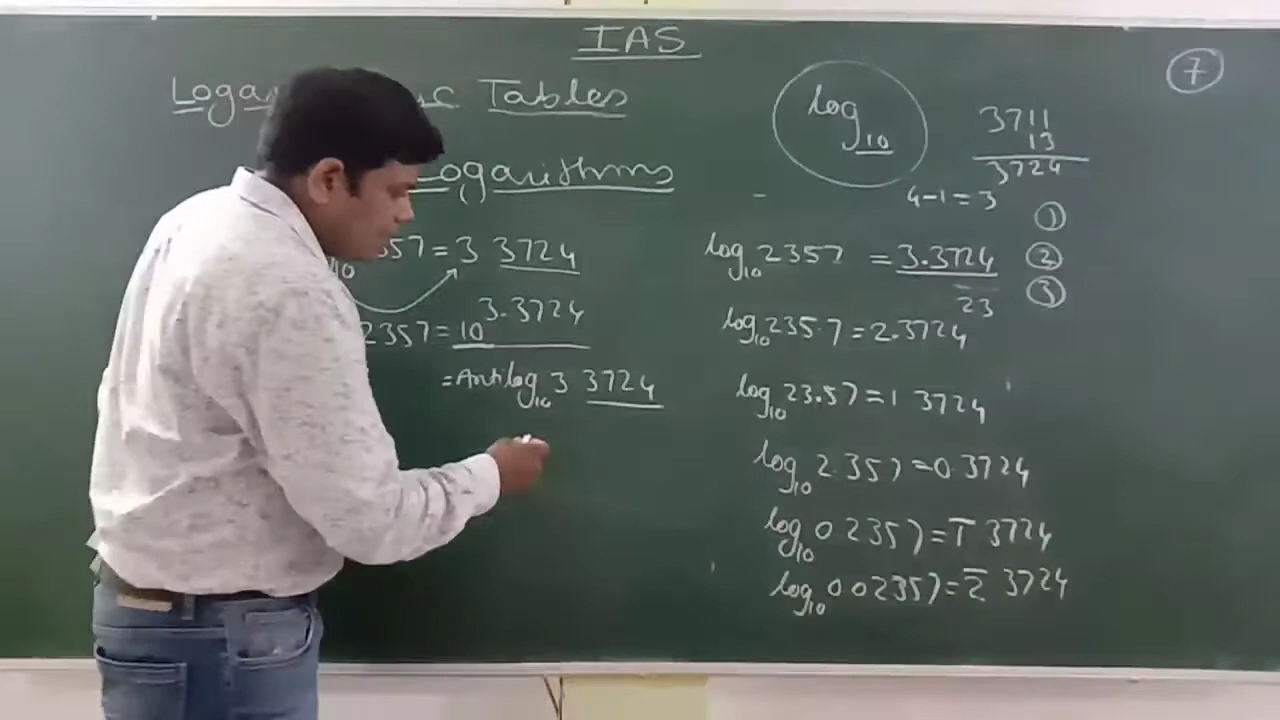 IAS
7
Tables
Logarithms
log 10
3711
13
3724
4-1=3
1
2
3
10 357=3 3724
2357=10^3.3724
=Antilog10 3 3724
log10 2357 =3.3724
23
log10 235.7=2.3724
log10 23.57=1 3724
log10 2.357=0.3724
log10 0 2357=1̅ 3724
log10 0 02357=2̅ 3724